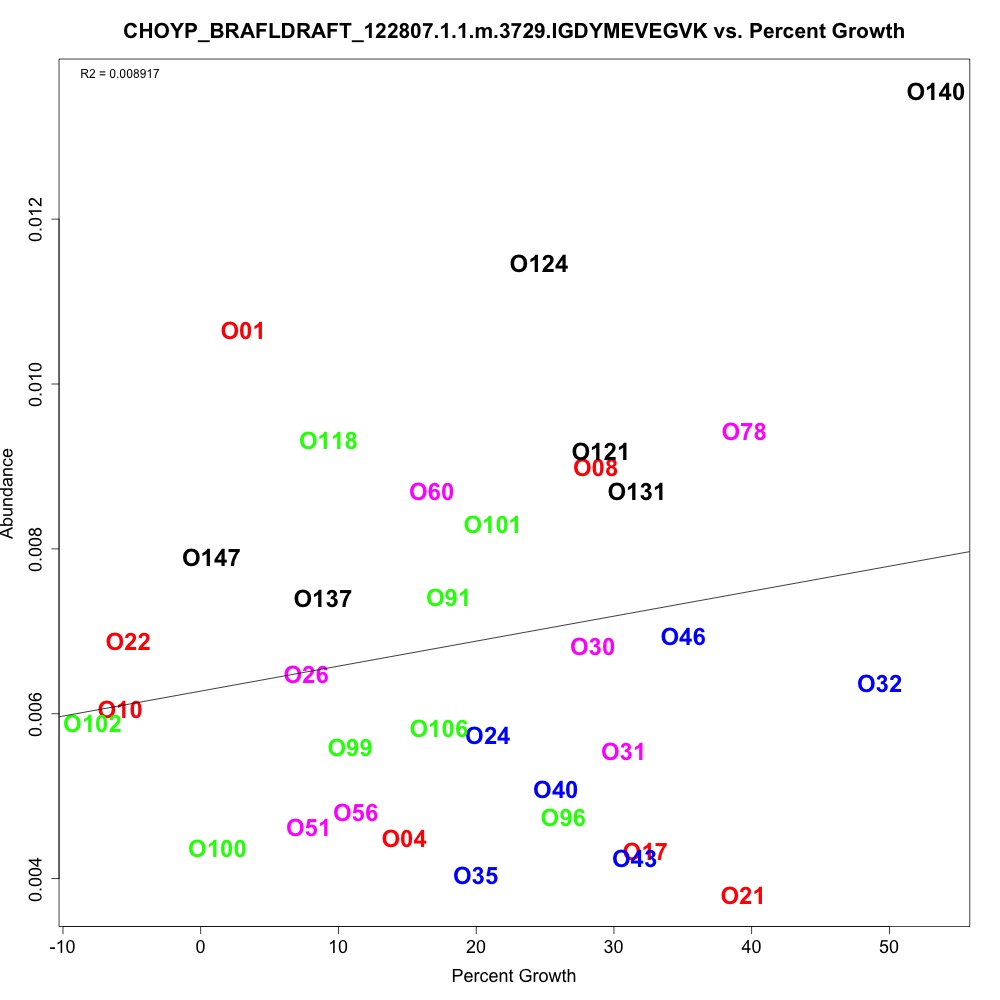 CHOYP_BRAFLDRAFT_122807.1.1.m.3729.IGDYMEVEGVK vs. Percent Growth
R2 = 0.008917
O140
0.012
O124
O01
0.010
O78
O118
O121
O08
O60
O131
O101
Abundance
0.008
O147
O137
O91
O22
O46
O30
O26
O32
0.006
O10
O102
O106
O24
O99
O31
O40
O56
O96
O51
O04
O100
O17
O43
0.004
O35
O21
-10 0 10 20 30 40 50
Percent Growth